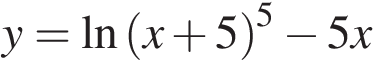 y = ln(x + 5)⁵ − 5x